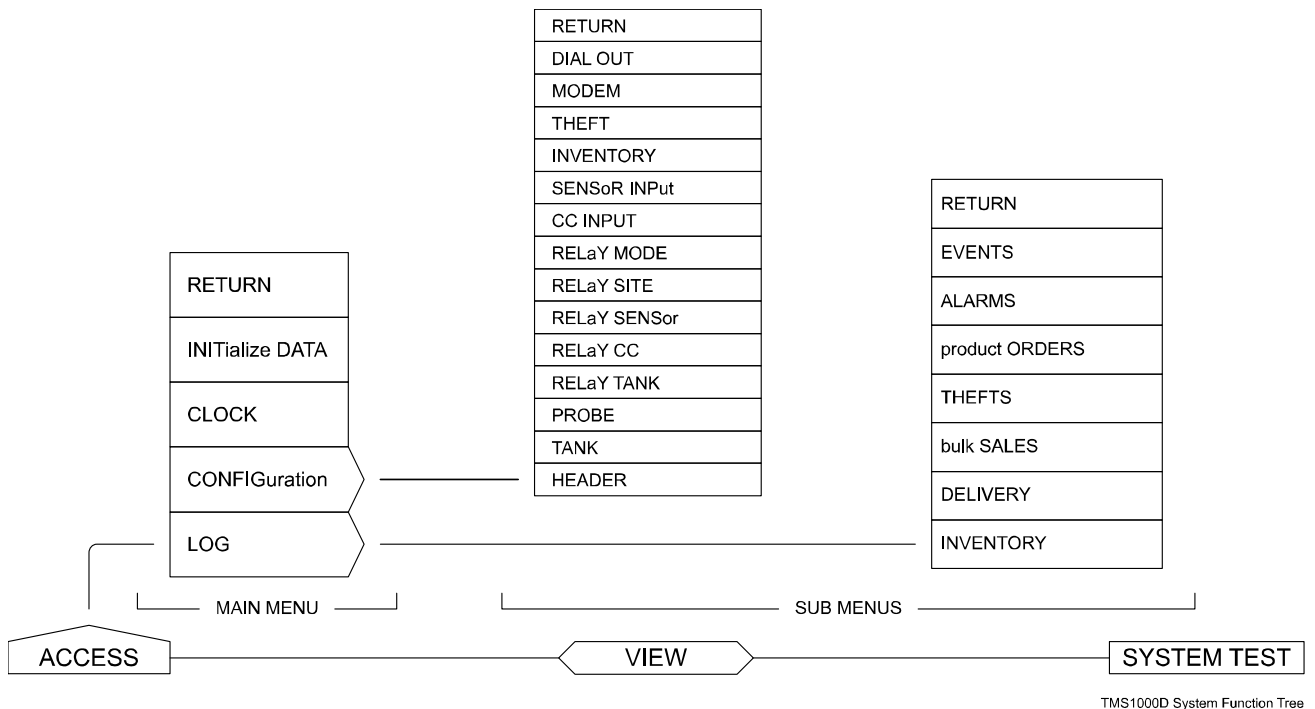 RETURN
DIAL OUT
MODEM
THEFT
INVENTORY
SENSoR INPut
CC INPUT
RELaY MODE
RELaY SITE
RELaY SENSor
RELaY CC
RELaY TANK
PROBE
TANK
HEADER
RETURN
INITialize DATA
CLOCK
CONFIGuration
LOG
RETURN
EVENTS
ALARMS
product ORDERS
THEFTS
bulk SALES
DELIVERY
INVENTORY
MAIN MENU
SUB MENUS
ACCESS
VIEW
SYSTEM TEST
TMS1000D System Function Tree